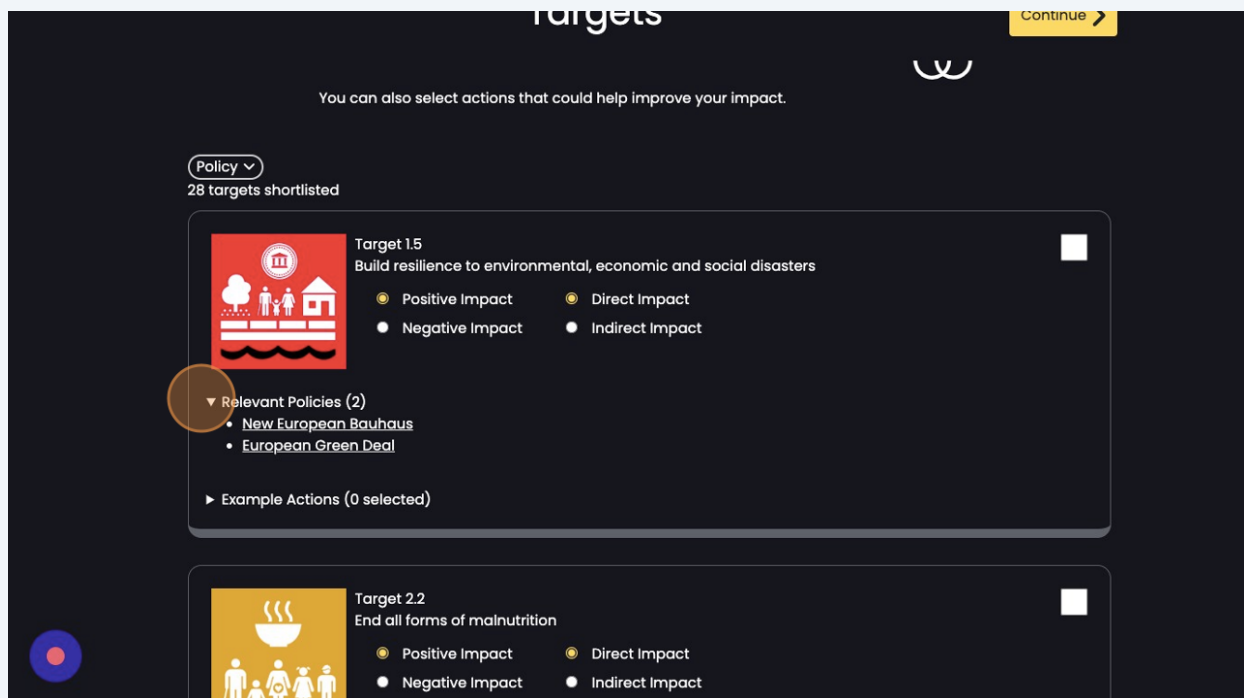 Targets
Continue
You can also select actions that could help improve your impact.
Policy
28 targets shortlisted
Target 1.5
Build resilience to environmental, economic and social disasters
Positive Impact
Direct Impact
Negative Impact
Indirect Impact
Relevant Policies (2)
New European Bauhaus
European Green Deal
Example Actions (0 selected)
Target 2.2
End all forms of malnutrition
Positive Impact
Direct Impact
Negative Impact
Indirect Impact